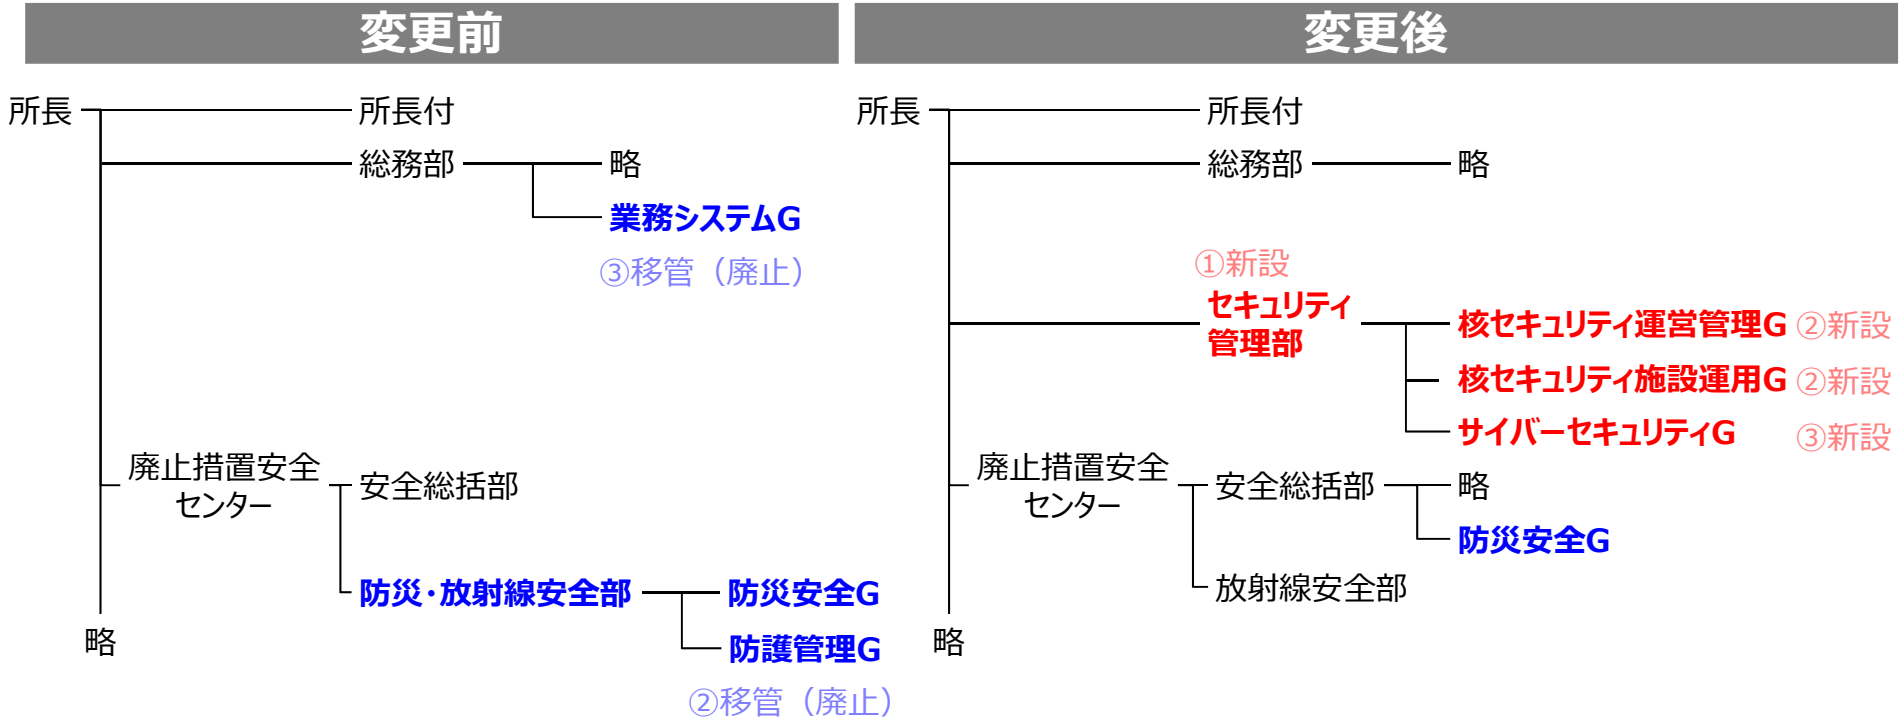 変更前
所長
所長付
総務部
略
業務システムG
③移管（廃止）
廃止措置安全
センター
安全総括部
防災・放射線安全部
防災安全G
防護管理G
②移管（廃止）
略
変更後
所長
所長付
総務部
略
①新設
セキュリティ
管理部
核セキュリティ運営管理G ②新設
核セキュリティ施設運用G ②新設
サイバーセキュリティG ③新設
廃止措置安全
センター
安全総括部
略
防災安全G
放射線安全部
略